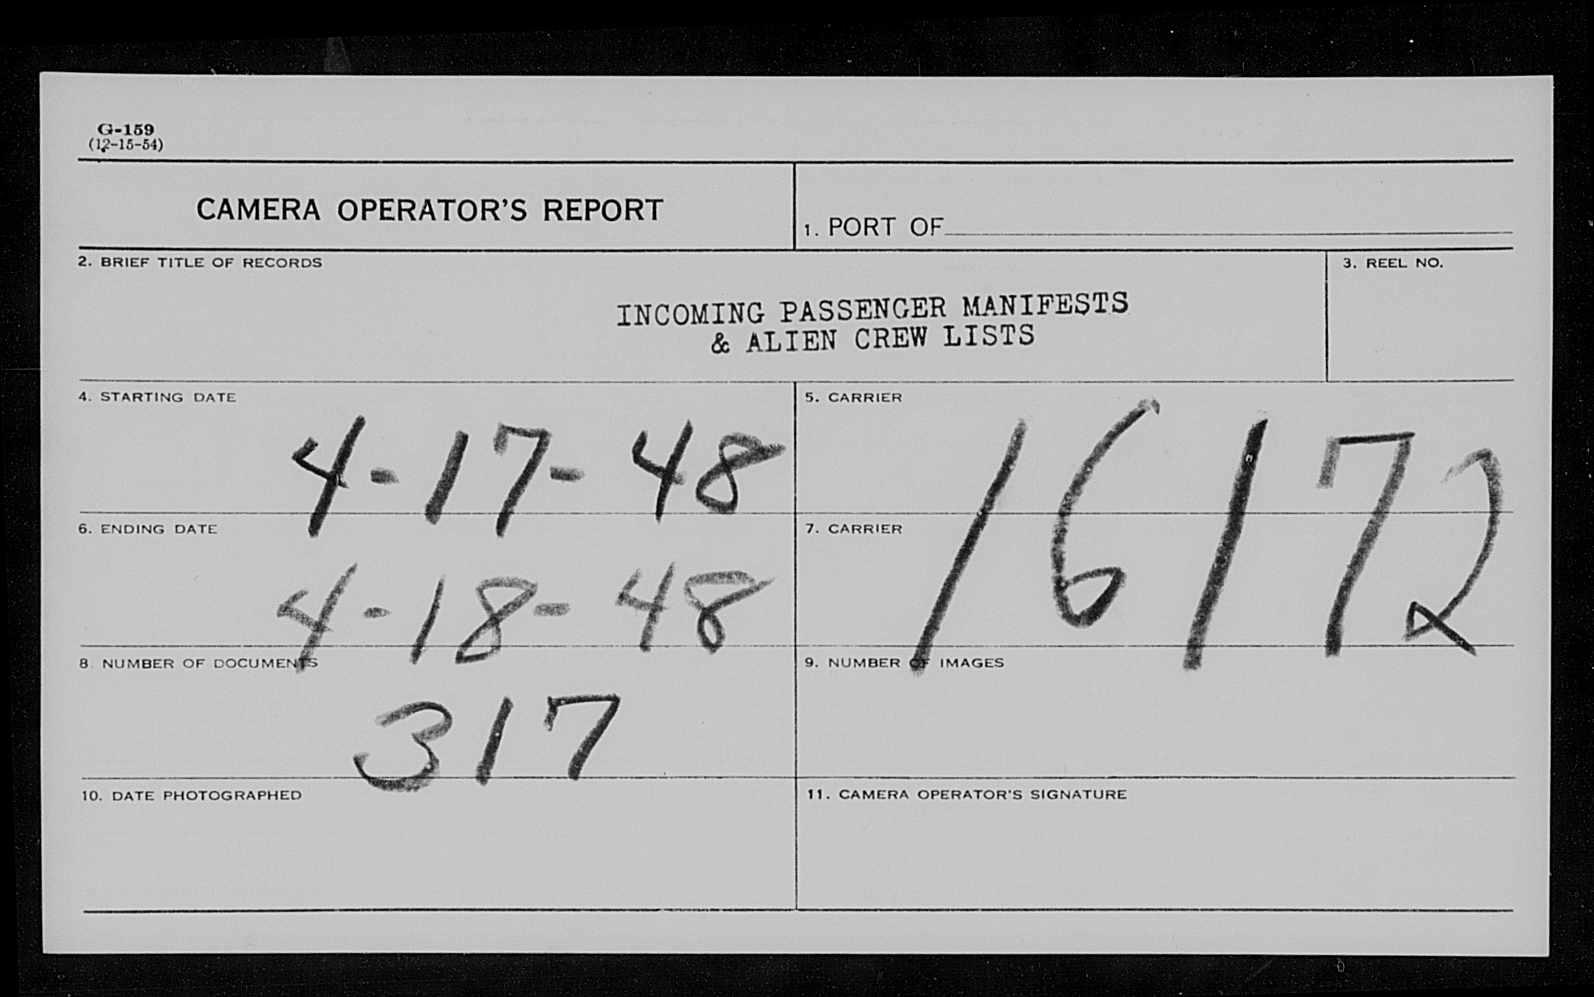 G-159
(12-15-54)
CAMERA OPERATOR'S REPORT
1. PORT OF
2. BRIEF TITLE OF RECORDS
3. REEL NO.
INCOMING PASSENGER MANIFESTS
& ALIEN CREW LISTS
4. STARTING DATE
4-17-48
5. CARRIER
16172
6. ENDING DATE
4-18-48
7. CARRIER
8. NUMBER OF DOCUMENTS
317
9. NUMBER OF IMAGES
10. DATE PHOTOGRAPHED
11. CAMERA OPERATOR'S SIGNATURE